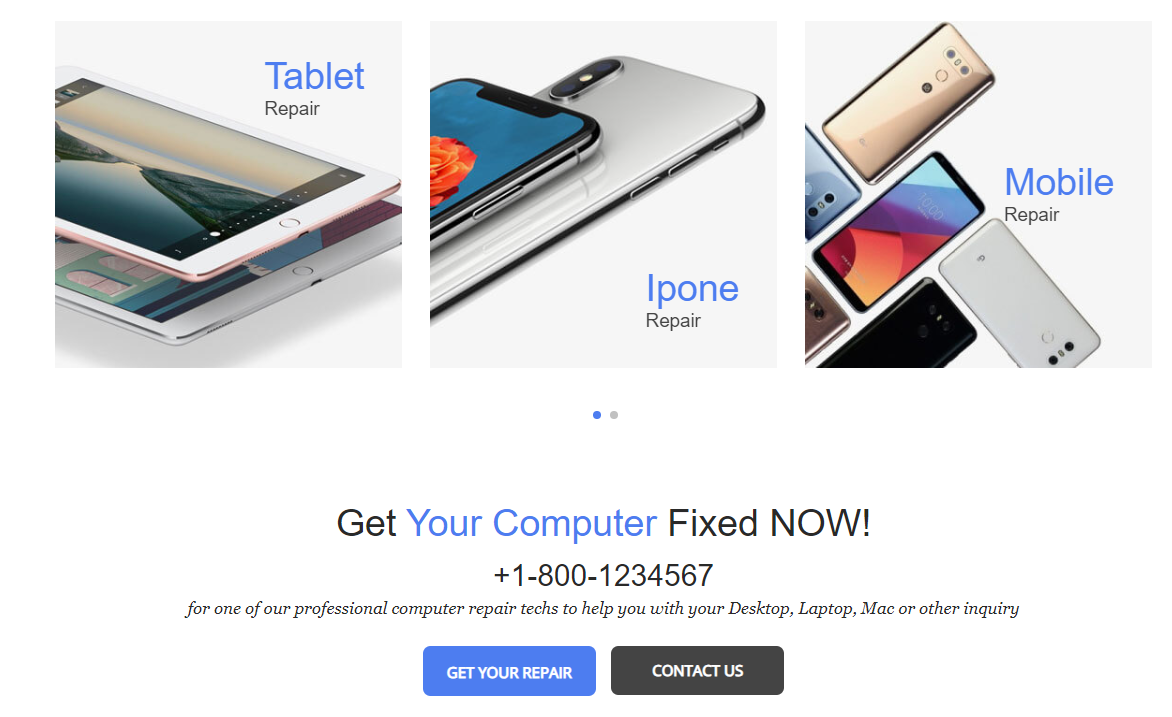 Tablet
Repair
Ipone
Repair
Mobile
Repair
10:00
Get Your Computer Fixed NOW!
+1-800-1234567
for one of our professional computer repair techs to help you with your Desktop, Laptop, Mac or other inquiry
GET YOUR REPAIR
CONTACT US